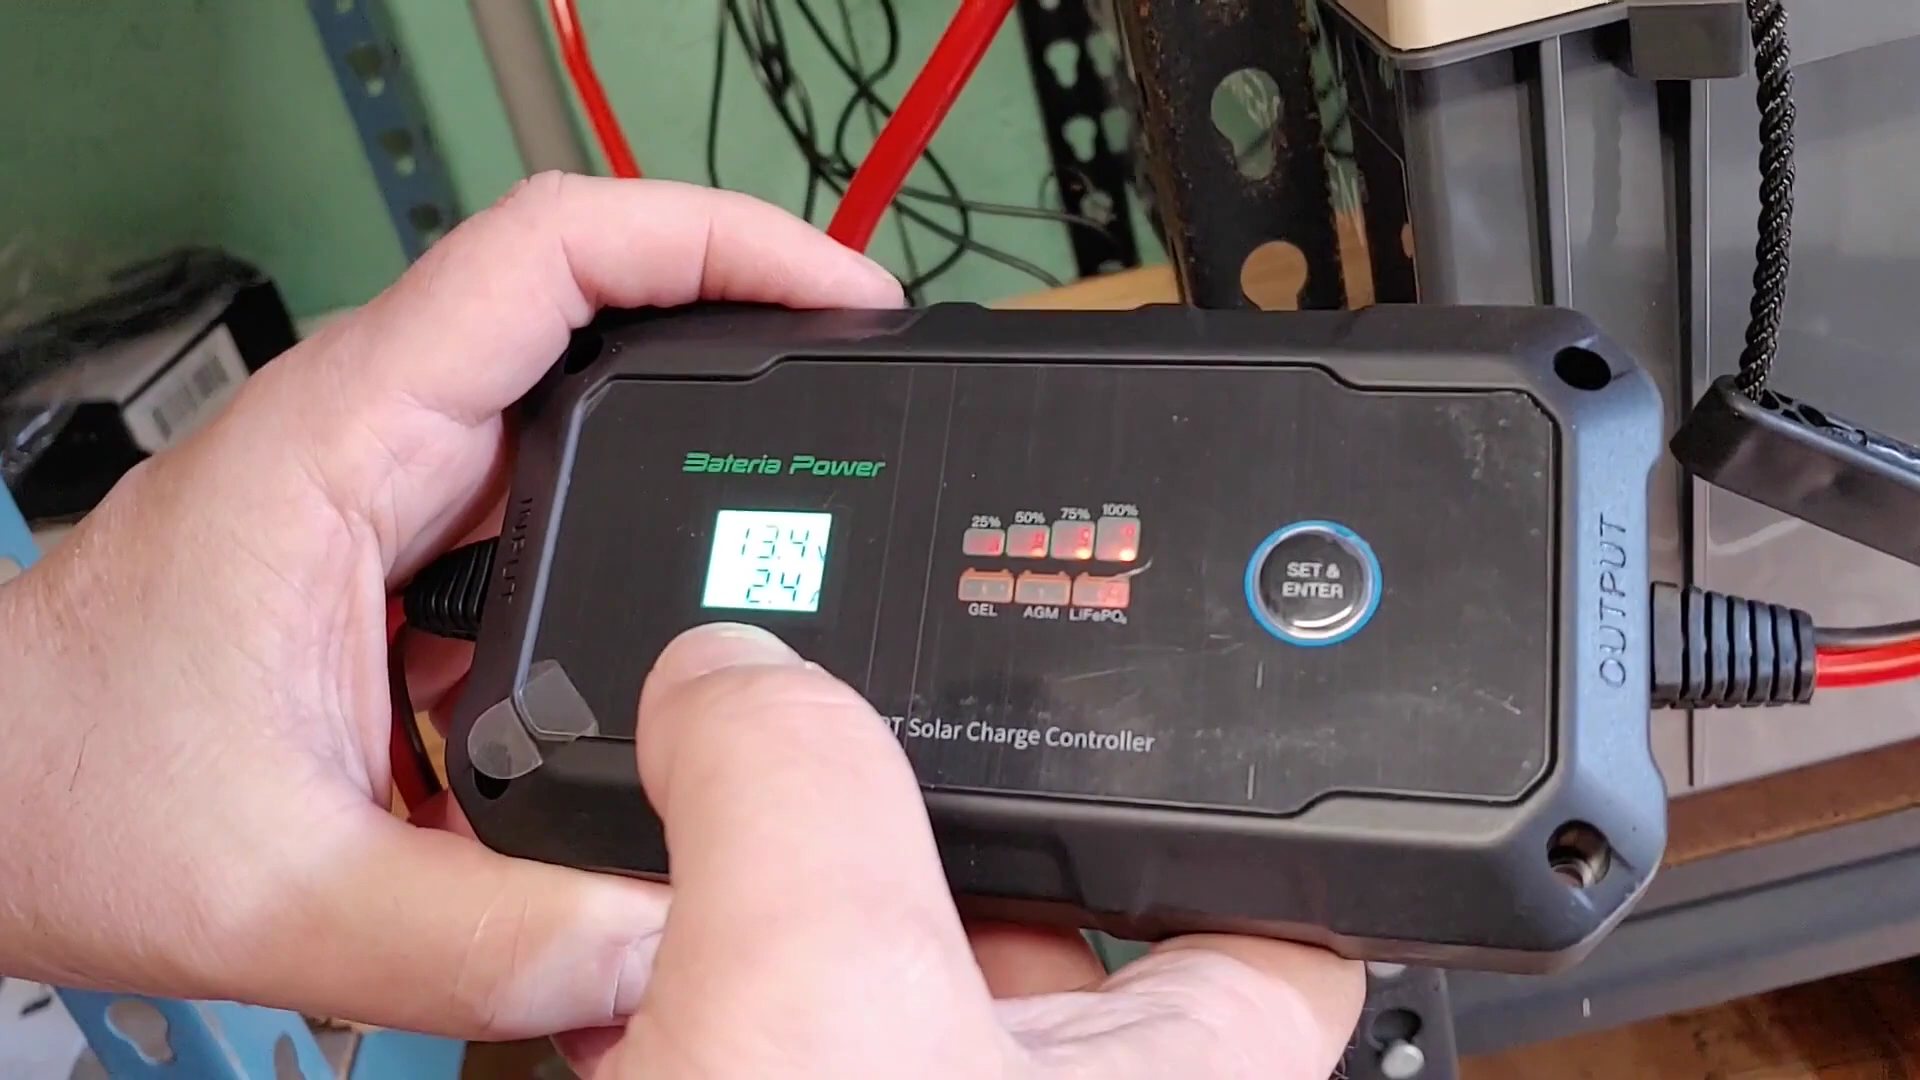 Bateria Power
13.4 V
2.4 A
25% 50% 75% 100%
GEL AGM LiFePO₄
SET &
ENTER
Solar Charge Controller
INPUT
OUTPUT